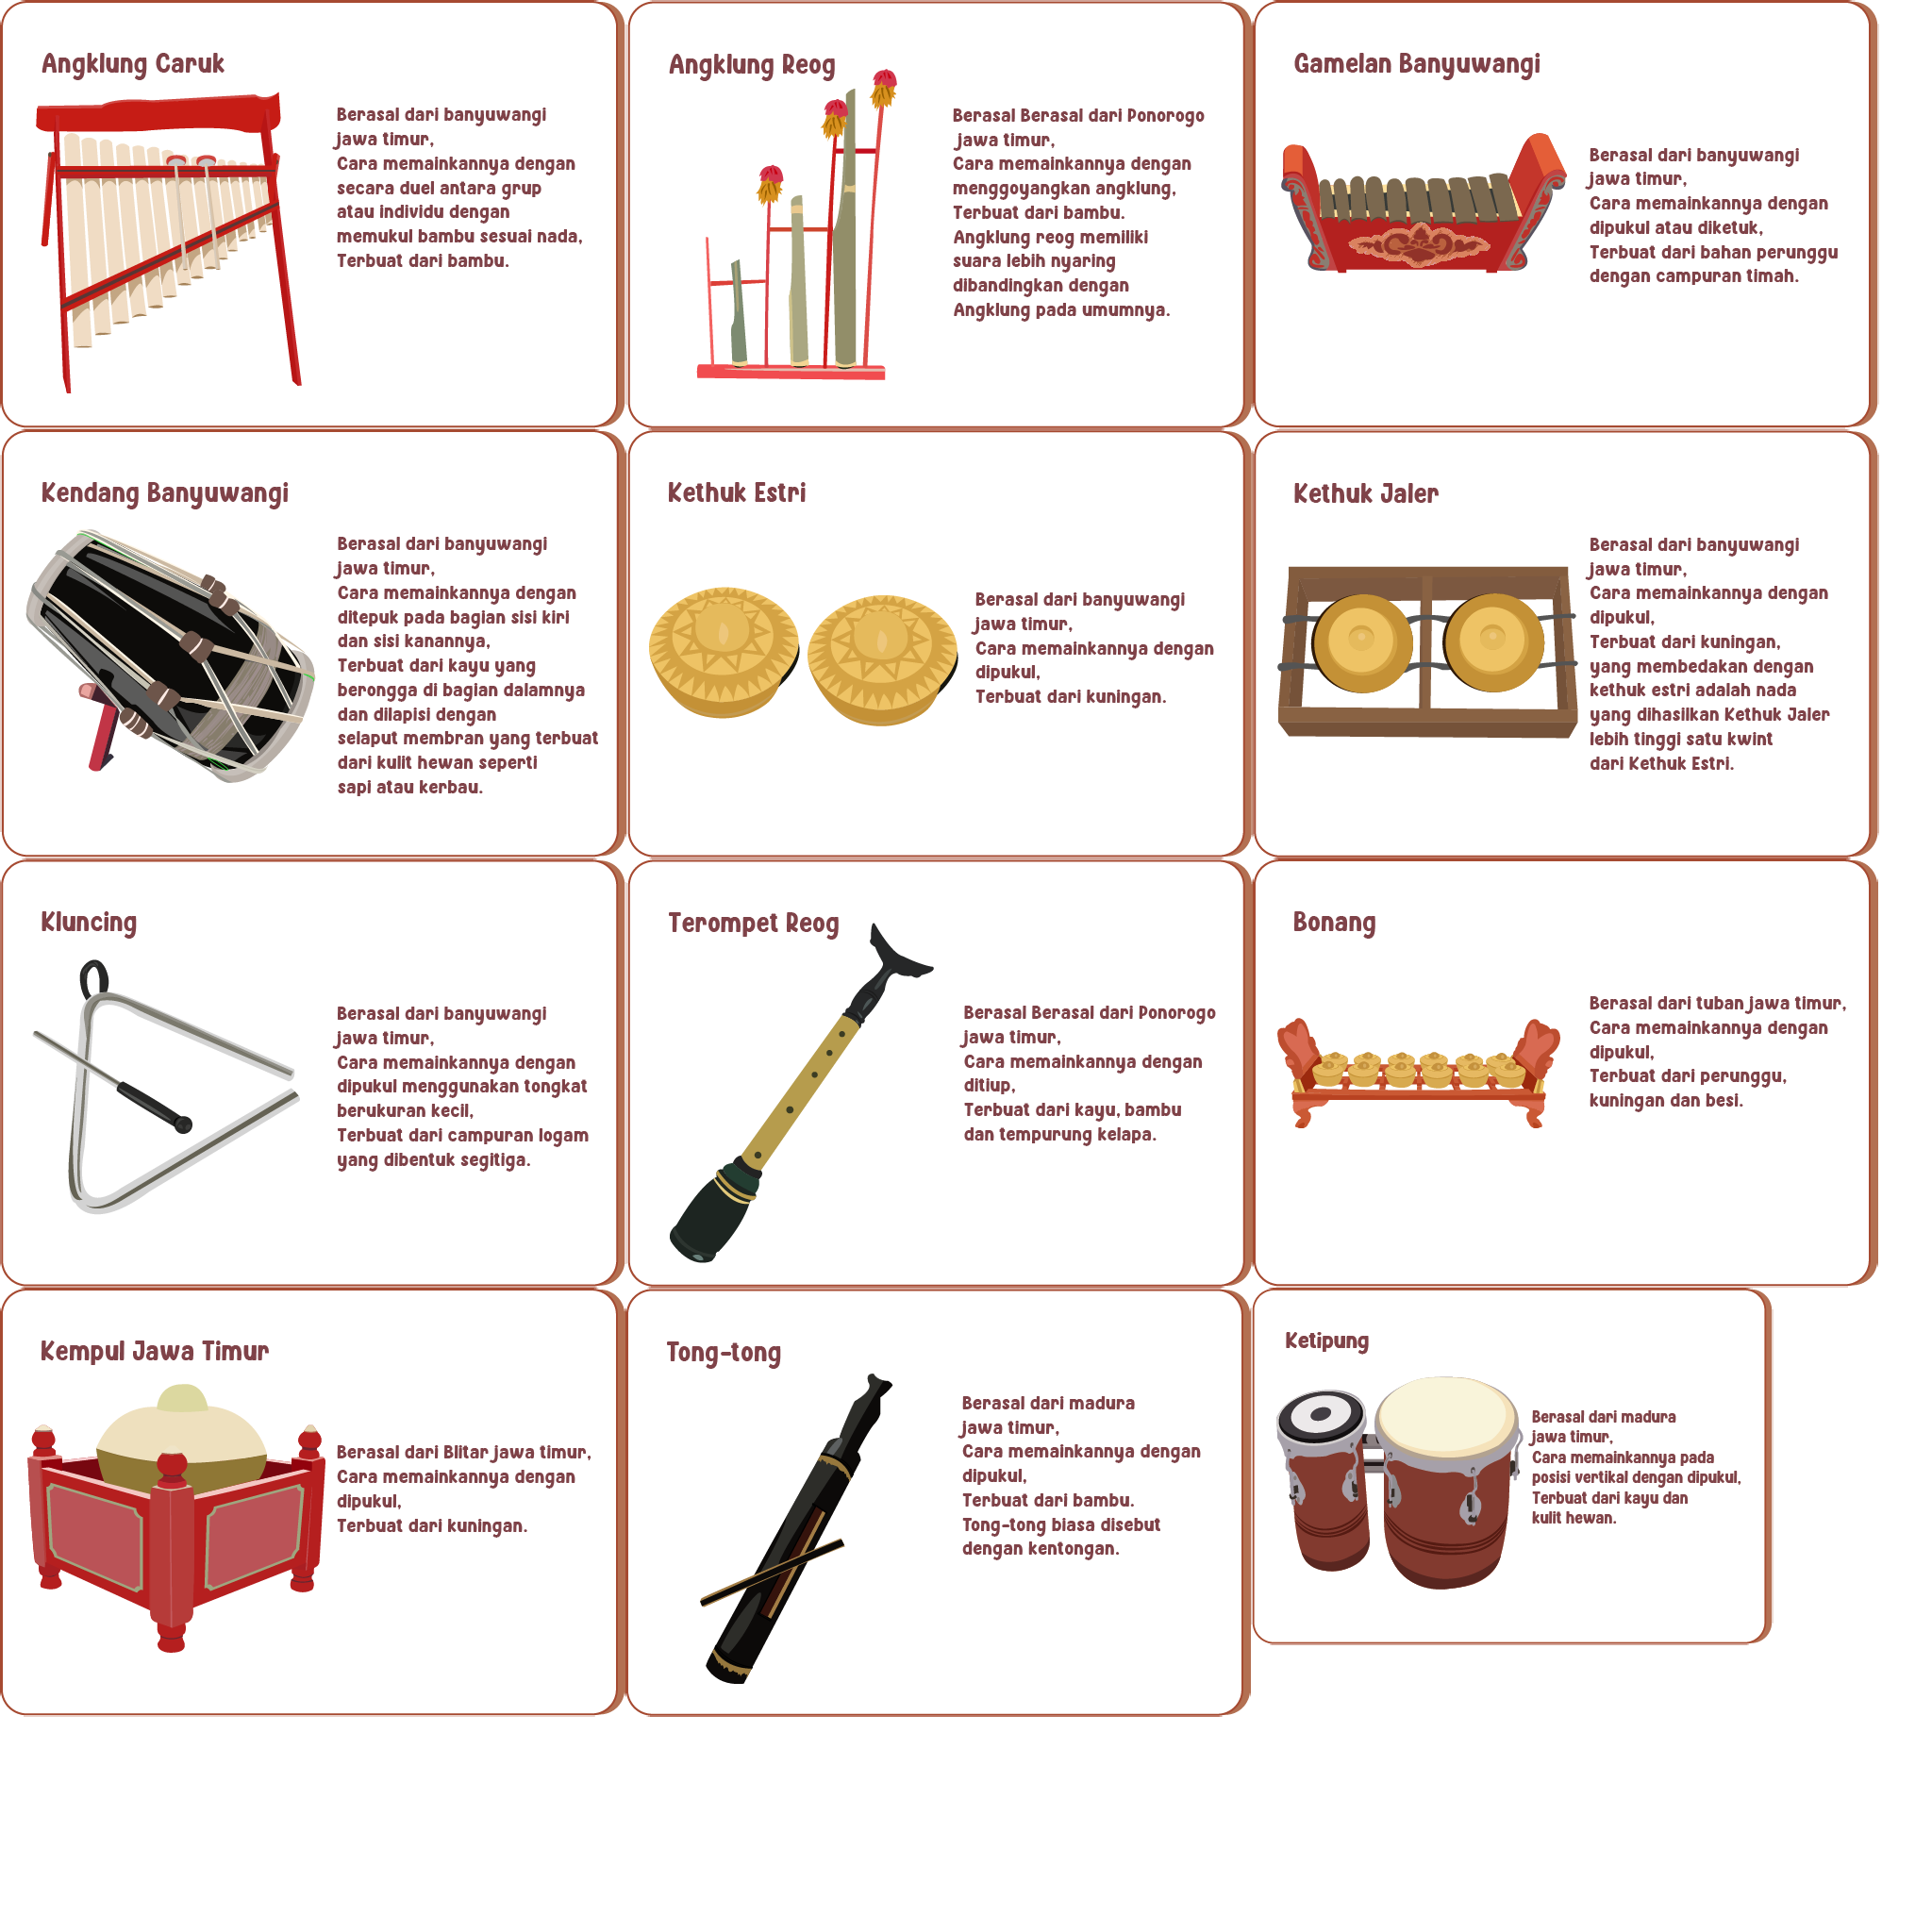 Angklung Caruk
Berasal dari banyuwangi
jawa timur,
Cara memainkannya dengan
secara duel antara grup
atau individu dengan
memukul bambu sesuai nada,
Terbuat dari bambu.
Angklung Reog
Berasal Berasal dari Ponorogo
jawa timur,
Cara memainkannya dengan
menggoyangkan angklung,
Terbuat dari bambu.
Angklung reog memiliki
suara lebih nyaring
dibandingkan dengan
Angklung pada umumnya.
Gamelan Banyuwangi
Berasal dari banyuwangi
jawa timur,
Cara memainkannya dengan
dipukul atau diketuk,
Terbuat dari bahan perunggu
dengan campuran timah.
Kendang Banyuwangi
Berasal dari banyuwangi
jawa timur,
Cara memainkannya dengan
ditepuk pada bagian sisi kiri
dan sisi kanannya,
Terbuat dari kayu yang
berongga di bagian dalamnya
dan dilapisi dengan
selaput membran yang terbuat
dari kulit hewan seperti
sapi atau kerbau.
Kethuk Estri
Berasal dari banyuwangi
jawa timur,
Cara memainkannya dengan
dipukul,
Terbuat dari kuningan.
Kethuk Jaler
Berasal dari banyuwangi
jawa timur,
Cara memainkannya dengan
dipukul,
Terbuat dari kuningan,
yang membedakan dengan
kethuk estri adalah nada
yang dihasilkan Kethuk Jaler
lebih tinggi satu kwint
dari Kethuk Estri.
Kluncing
Berasal dari banyuwangi
jawa timur,
Cara memainkannya dengan
dipukul menggunakan tongkat
berukuran kecil,
Terbuat dari campuran logam
yang dibentuk segitiga.
Terompet Reog
Berasal Berasal dari Ponorogo
jawa timur,
Cara memainkannya dengan
ditiup,
Terbuat dari kayu, bambu
dan tempurung kelapa.
Bonang
Berasal dari tuban jawa timur,
Cara memainkannya dengan
dipukul,
Terbuat dari perunggu,
kuningan dan besi.
Kempul Jawa Timur
Berasal dari Blitar jawa timur,
Cara memainkannya dengan
dipukul,
Terbuat dari kuningan.
Tong-tong
Berasal dari madura
jawa timur,
Cara memainkannya dengan
dipukul,
Terbuat dari bambu.
Tong-tong biasa disebut
dengan kentongan.
Ketipung
Berasal dari madura
jawa timur,
Cara memainkannya pada
posisi vertikal dengan dipukul,
Terbuat dari kayu dan
kulit hewan.